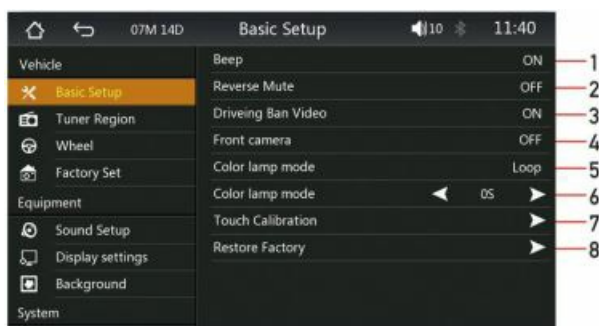 07M 14D Basic Setup 10 11:40
Vehicle
Basic Setup
Tuner Region
Wheel
Factory Set
Equipment
Sound Setup
Display settings
Background
System
Beep ON 1
Reverse Mute OFF 2
Driveing Ban Video ON 3
Front camera OFF 4
Color lamp mode Loop 5
Color lamp mode 0S 6
Touch Calibration 7
Restore Factory 8